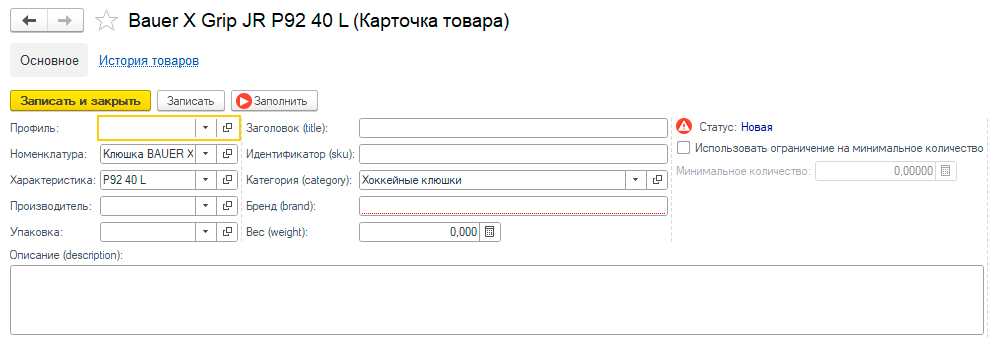 Bauer X Grip JR P92 40 L (Карточка товара)
Основное История товаров
Записать и закрыть Записать Заполнить
Профиль: Заголовок (title): Статус: Новая
Номенклатура: Клюшка BAUER X Идентификатор (sku): Использовать ограничение на минимальное количество
Характеристика: P92 40 L Категория (category): Хоккейные клюшки Минимальное количество: 0,00000
Производитель: Бренд (brand):
Упаковка: Вес (weight): 0,000
Описание (description):